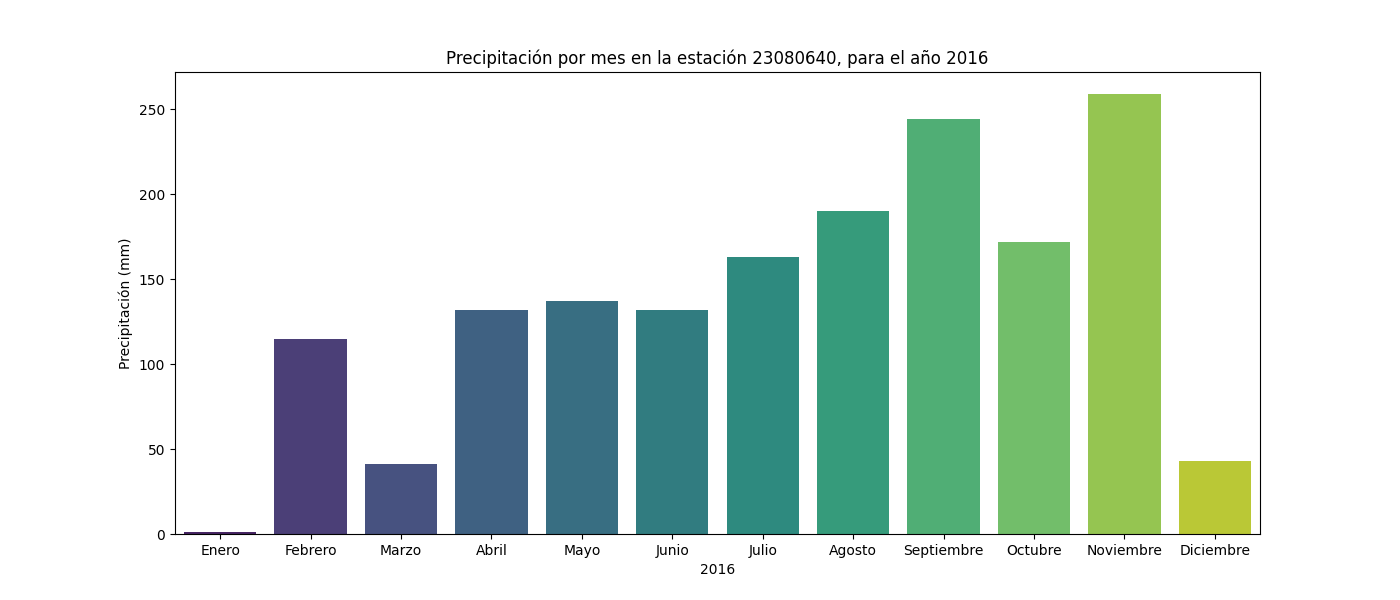 Precipitación por mes en la estación 23080640, para el año 2016
250
200
150
100
50
0
Precipitación (mm)
Enero Febrero Marzo Abril Mayo Junio Julio Agosto Septiembre Octubre Noviembre Diciembre
2016